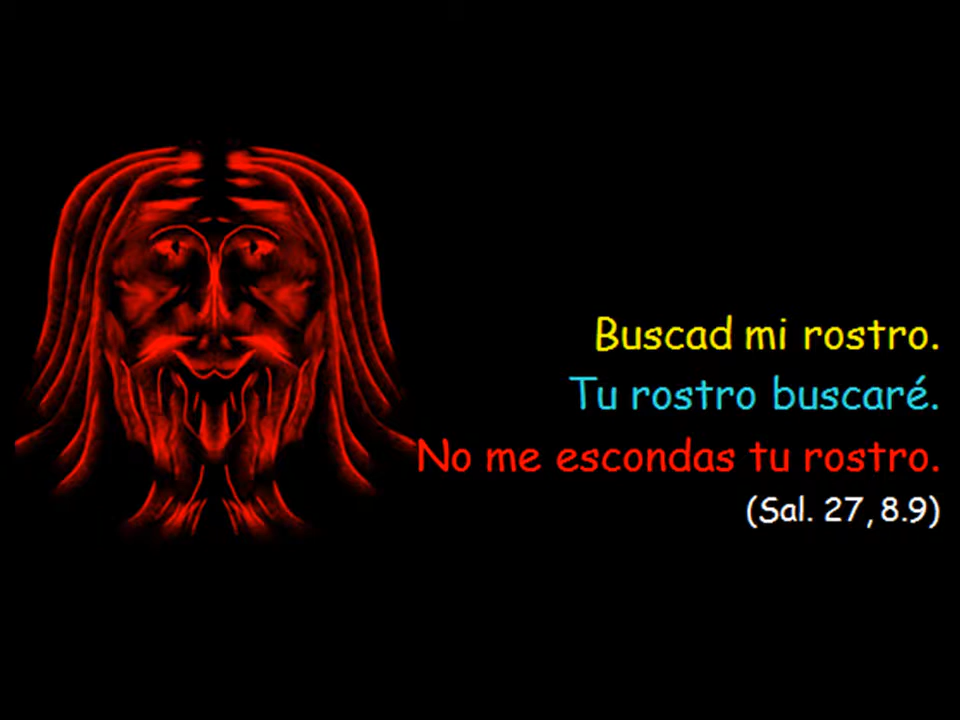 Buscad mi rostro.
Tu rostro buscaré.
No me escondas tu rostro.
(Sal. 27, 8.9)